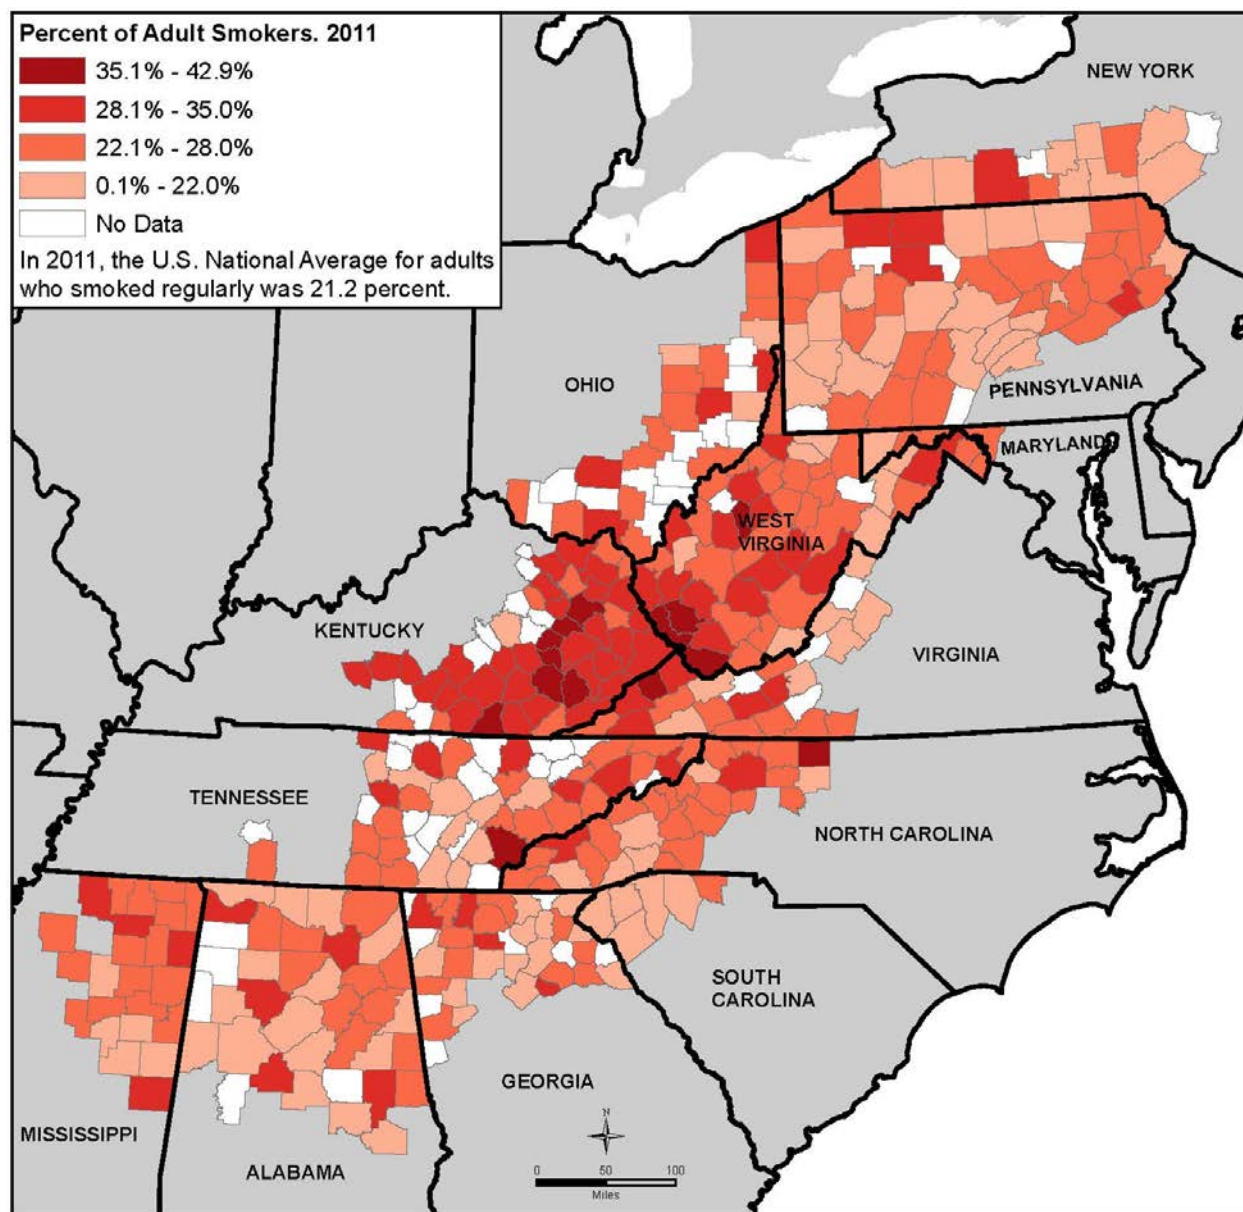 Percent of Adult Smokers. 2011
35.1% - 42.9%
28.1% - 35.0%
22.1% - 28.0%
0.1% - 22.0%
No Data
In 2011, the U.S. National Average for adults
who smoked regularly was 21.2 percent.
NEW YORK
OHIO
PENNSYLVANIA
MARYLAND
WEST
VIRGINIA
KENTUCKY
VIRGINIA
TENNESSEE
NORTH CAROLINA
SOUTH
CAROLINA
GEORGIA
MISSISSIPPI
ALABAMA
N
0 50 100
Miles